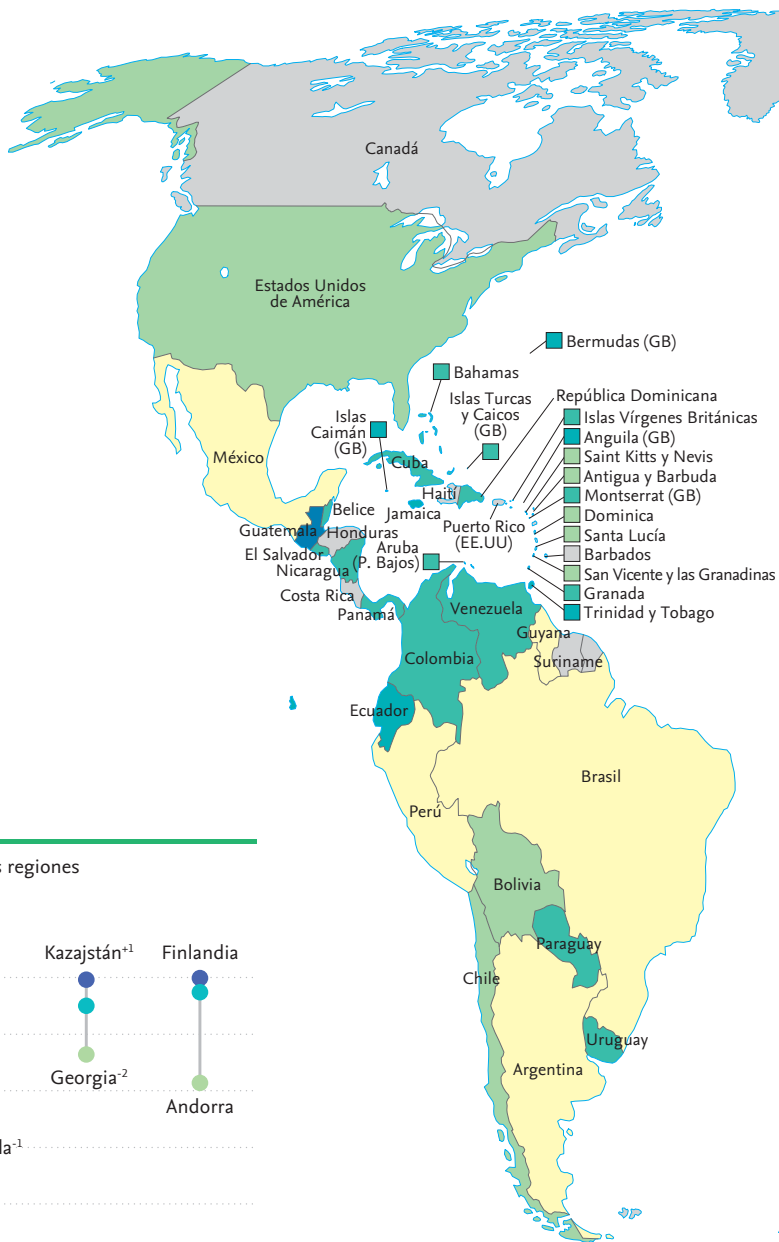 Canadá
Estados Unidos
de América
Bermudas (GB)
Bahamas
Islas Turcas
y Caicos
(GB)
República Dominicana
Islas Vírgenes Británicas
Anguila (GB)
Saint Kitts y Nevis
Antigua y Barbuda
Montserrat (GB)
Dominica
Santa Lucía
Barbados
San Vicente y las Granadinas
Granada
Trinidad y Tobago
Islas
Caimán
(GB)
México
Cuba
Haití
Jamaica
Puerto Rico
(EE.UU)
Belice
Guatemala
Honduras
El Salvador
Nicaragua
Aruba
(P. Bajos)
Costa Rica
Panamá
Venezuela
Guyana
Suriname
Colombia
Ecuador
Brasil
Perú
Bolivia
Paraguay
Chile
Uruguay
Argentina
s regiones
Kazajstán+1
Finlandia
Georgia-2
Andorra
da-1